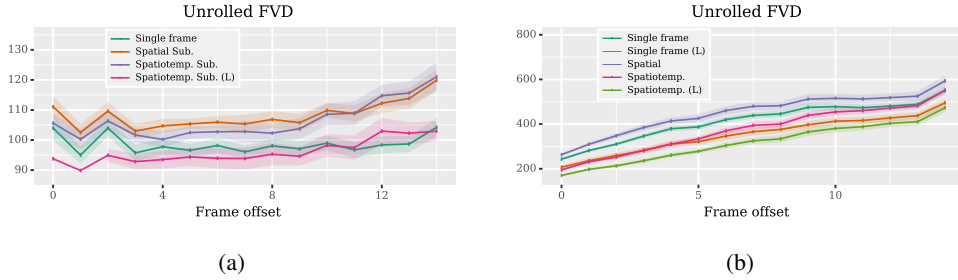 Unrolled FVD
130
120
110
100
90
Single frame
Spatial Sub.
Spatiotemp. Sub.
Spatiotemp. Sub. (L)
0
4
8
12
Frame offset
(a)
Unrolled FVD
800
600
400
200
Single frame
Single frame (L)
Spatial
Spatiotemp.
Spatiotemp. (L)
0
5
10
Frame offset
(b)